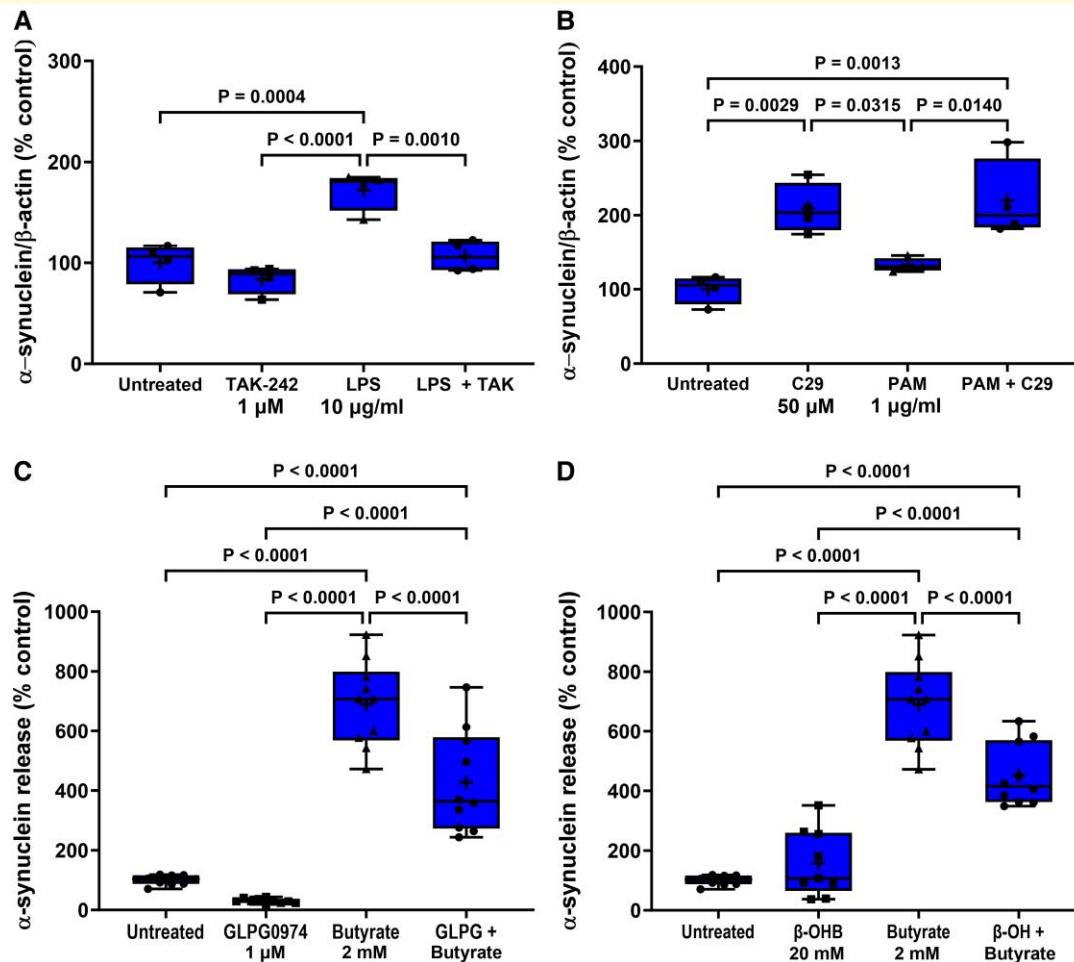 A
α–synuclein/β-actin (% control)
300
200
100
0
P = 0.0004
P < 0.0001
P = 0.0010
Untreated
TAK-242
1 μM
LPS
10 μg/ml
LPS + TAK
B
α–synuclein/β-actin (% control)
400
300
200
100
0
P = 0.0013
P = 0.0029
P = 0.0315
P = 0.0140
Untreated
C29
50 μM
PAM
1 μg/ml
PAM + C29
C
α-synuclein release (% control)
1000
800
600
400
200
0
P < 0.0001
P < 0.0001
P < 0.0001
P < 0.0001
P < 0.0001
Untreated
GLPG0974
1 μM
Butyrate
2 mM
GLPG +
Butyrate
D
α-synuclein release (% control)
1000
800
600
400
200
0
P < 0.0001
P < 0.0001
P < 0.0001
P < 0.0001
P < 0.0001
Untreated
β-OHB
20 mM
Butyrate
2 mM
β-OH +
Butyrate